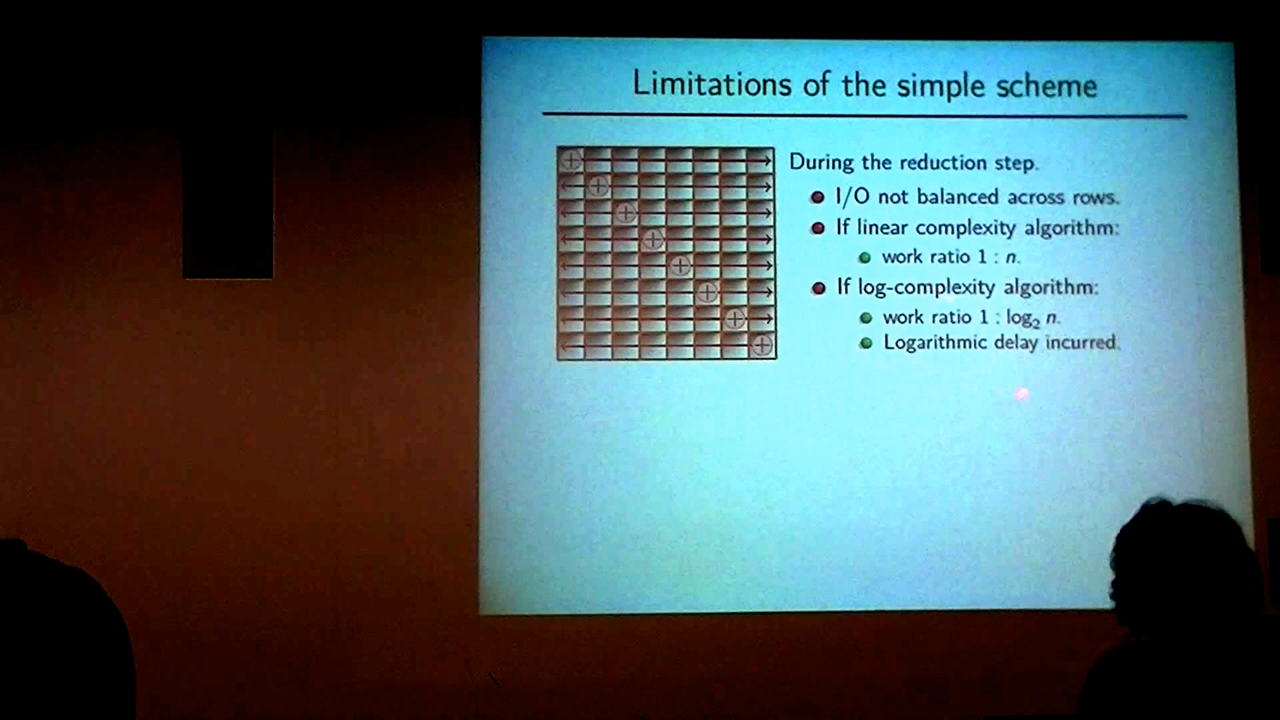 Limitations of the simple scheme
During the reduction step.
I/O not balanced across rows.
If linear complexity algorithm:
work ratio 1 : n.
If log-complexity algorithm:
work ratio 1 : log₂ n.
Logarithmic delay incurred.